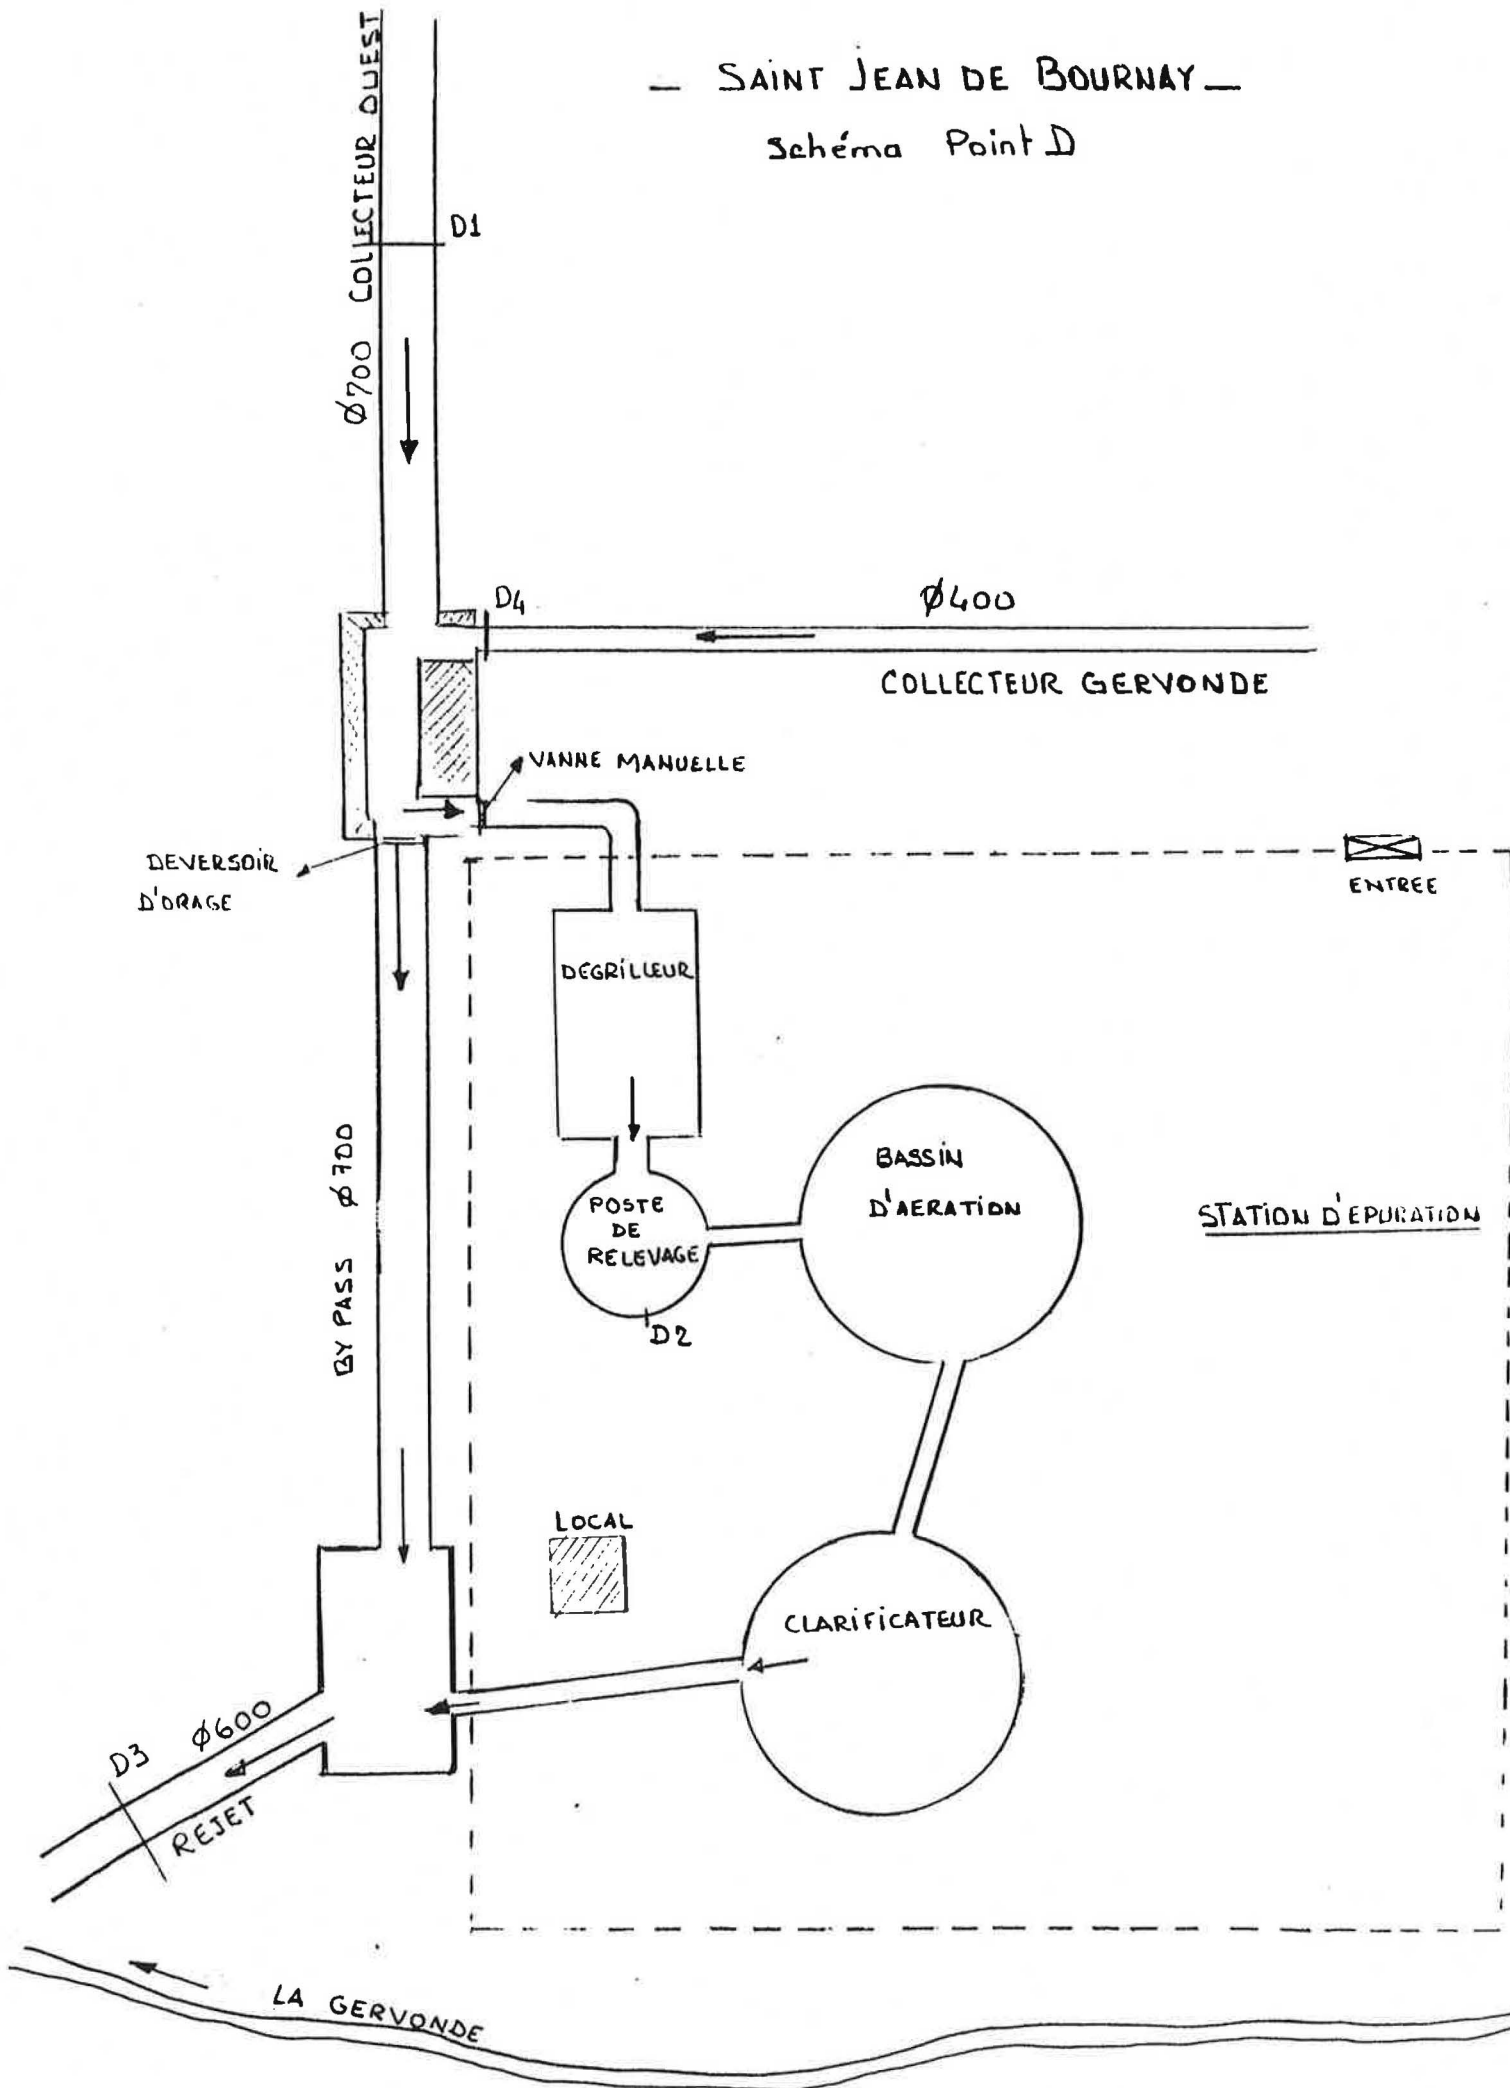 — SAINT JEAN DE BOURNAY —
Schéma Point D
Ø700 COLLECTEUR OUEST
D1
D4
Ø400
COLLECTEUR GERVONDE
VANNE MANUELLE
DEVERSOIR
D'ORAGE
ENTREE
DEGRILLEUR
BY PASS Ø700
POSTE
DE
RELEVAGE
D2
BASSIN
D'AERATION
STATION D'EPURATION
LOCAL
CLARIFICATEUR
D3 Ø600
REJET
LA GERVONDE